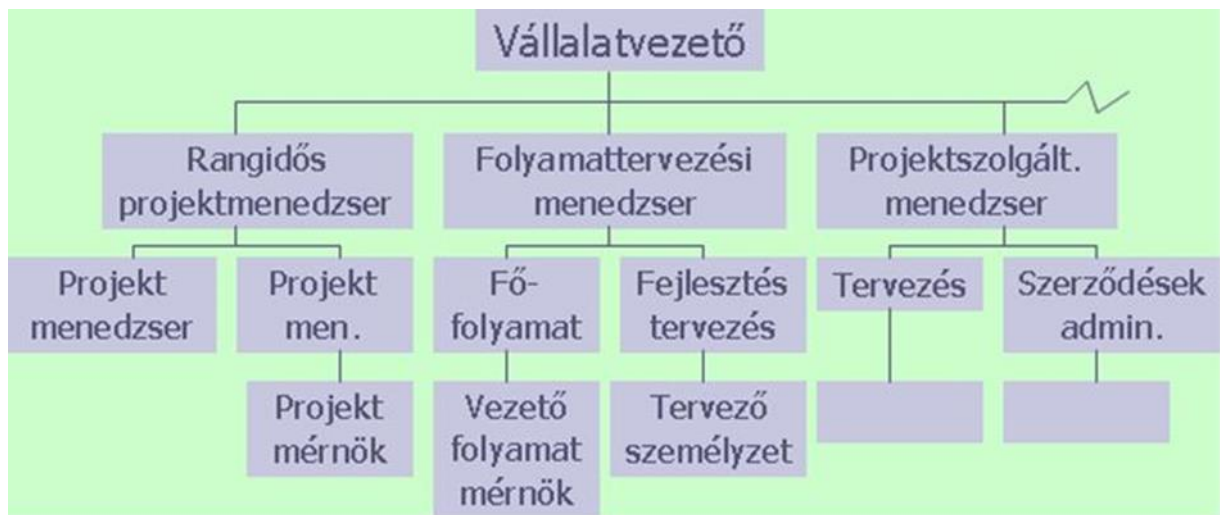 Vállalatvezető
Rangidős
projektmenedzser
Folyamattervezési
menedzser
Projektszolgált.
menedzser
Projekt
menedzser
Projekt
men.
Fő-
folyamat
Fejlesztés
tervezés
Tervezés
Szerződések
admin.
Projekt
mérnök
Vezető
folyamat
mérnök
Tervező
személyzet